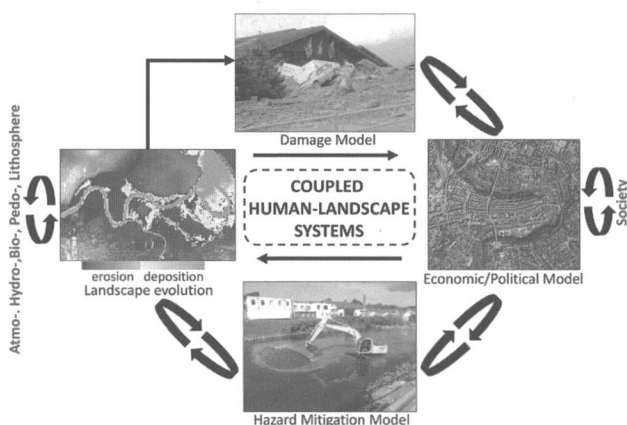 Damage Model
COUPLED
HUMAN-LANDSCAPE
SYSTEMS
Atmo-. Hydro-,Bio-, Pedo-, Lithosphere
erosion deposition
Landscape evolution
Society
Economic/Political Model
Hazard Mitigation Model